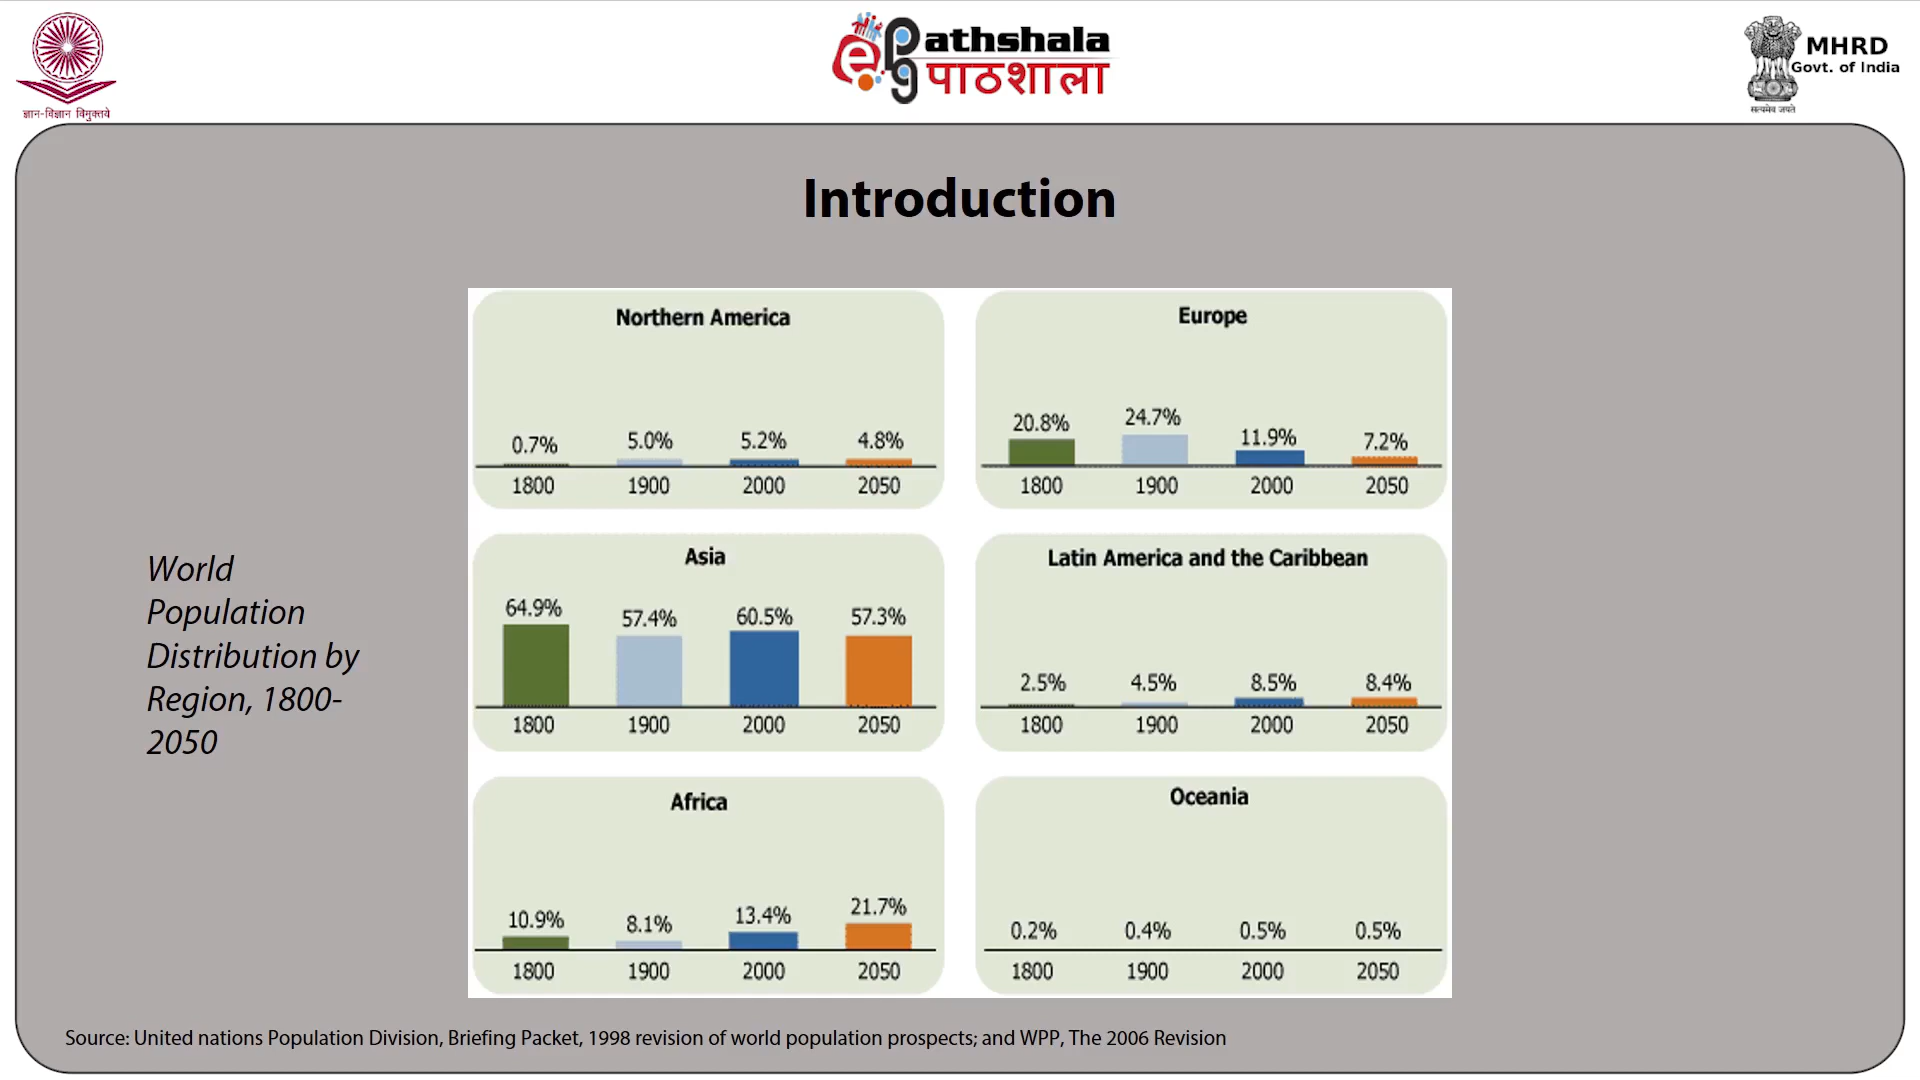 ज्ञान-विज्ञान विमुक्तये
e
Pathshala
पाठशाला
सत्यमेव जयते
MHRD
Govt. of India
Introduction
World
Population
Distribution by
Region, 1800-
2050
Northern America
0.7% 5.0% 5.2% 4.8%
1800 1900 2000 2050
Europe
20.8% 24.7% 11.9% 7.2%
1800 1900 2000 2050
Asia
64.9% 57.4% 60.5% 57.3%
1800 1900 2000 2050
Latin America and the Caribbean
2.5% 4.5% 8.5% 8.4%
1800 1900 2000 2050
Africa
10.9% 8.1% 13.4% 21.7%
1800 1900 2000 2050
Oceania
0.2% 0.4% 0.5% 0.5%
1800 1900 2000 2050
Source: United nations Population Division, Briefing Packet, 1998 revision of world population prospects; and WPP, The 2006 Revision